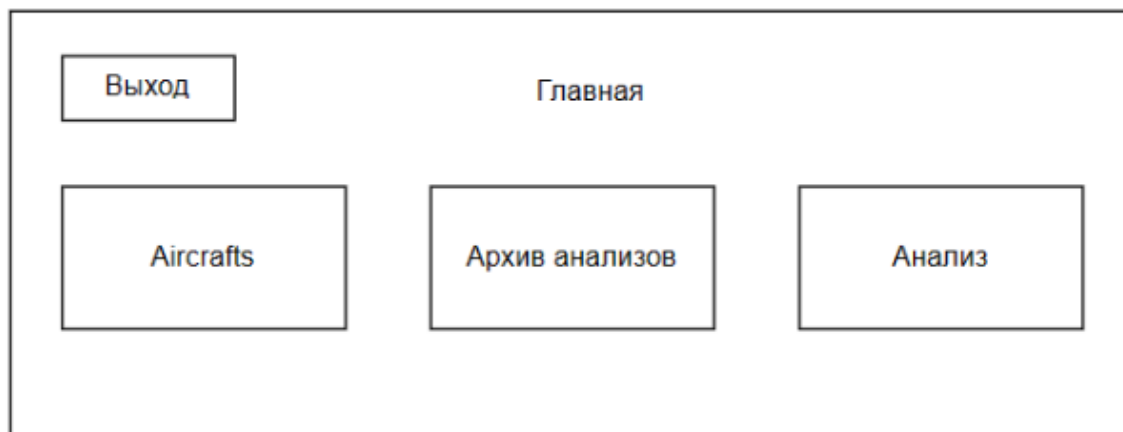 Выход
Главная
Aircrafts
Архив анализов
Анализ